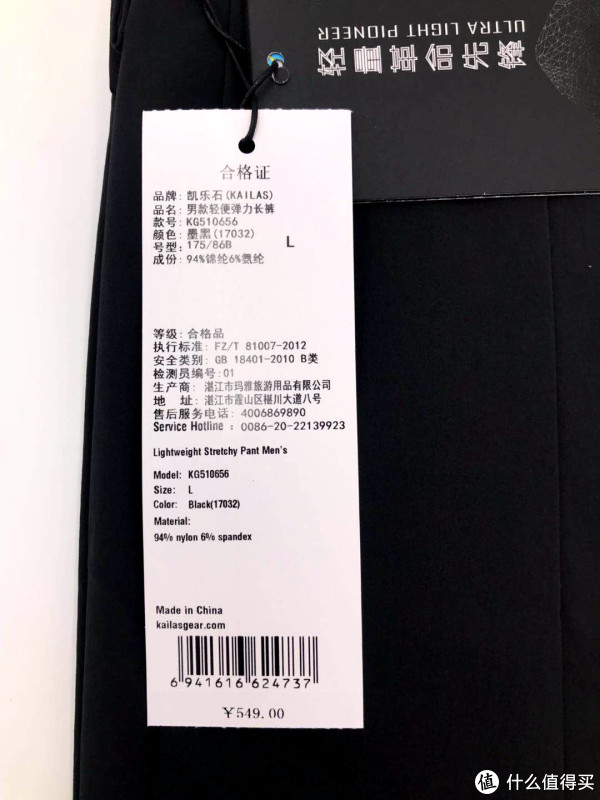 轻量革命先锋
ULTRA LIGHT PIONEER
合格证
品牌: 凯乐石(KAILAS)
品名: 男款轻便弹力长裤
款号: KG510656
颜色: 墨黑(17032)
号型: 175/86B L
成份: 94%锦纶6%氨纶
等级: 合格品
执行标准: FZ/T 81007-2012
安全类别: GB 18401-2010 B类
检测员编号: 01
生产商: 湛江市玛雅旅游用品有限公司
地 址: 湛江市霞山区椹川大道八号
售后服务电话: 4006869890
Service Hotline : 0086-20-22139923
Lightweight Stretchy Pant Men's
Model: KG510656
Size: L
Color: Black(17032)
Material:
94% nylon 6% spandex
Made in China
kailasgear.com
6 941616 624737
¥549.00
值 什么值得买